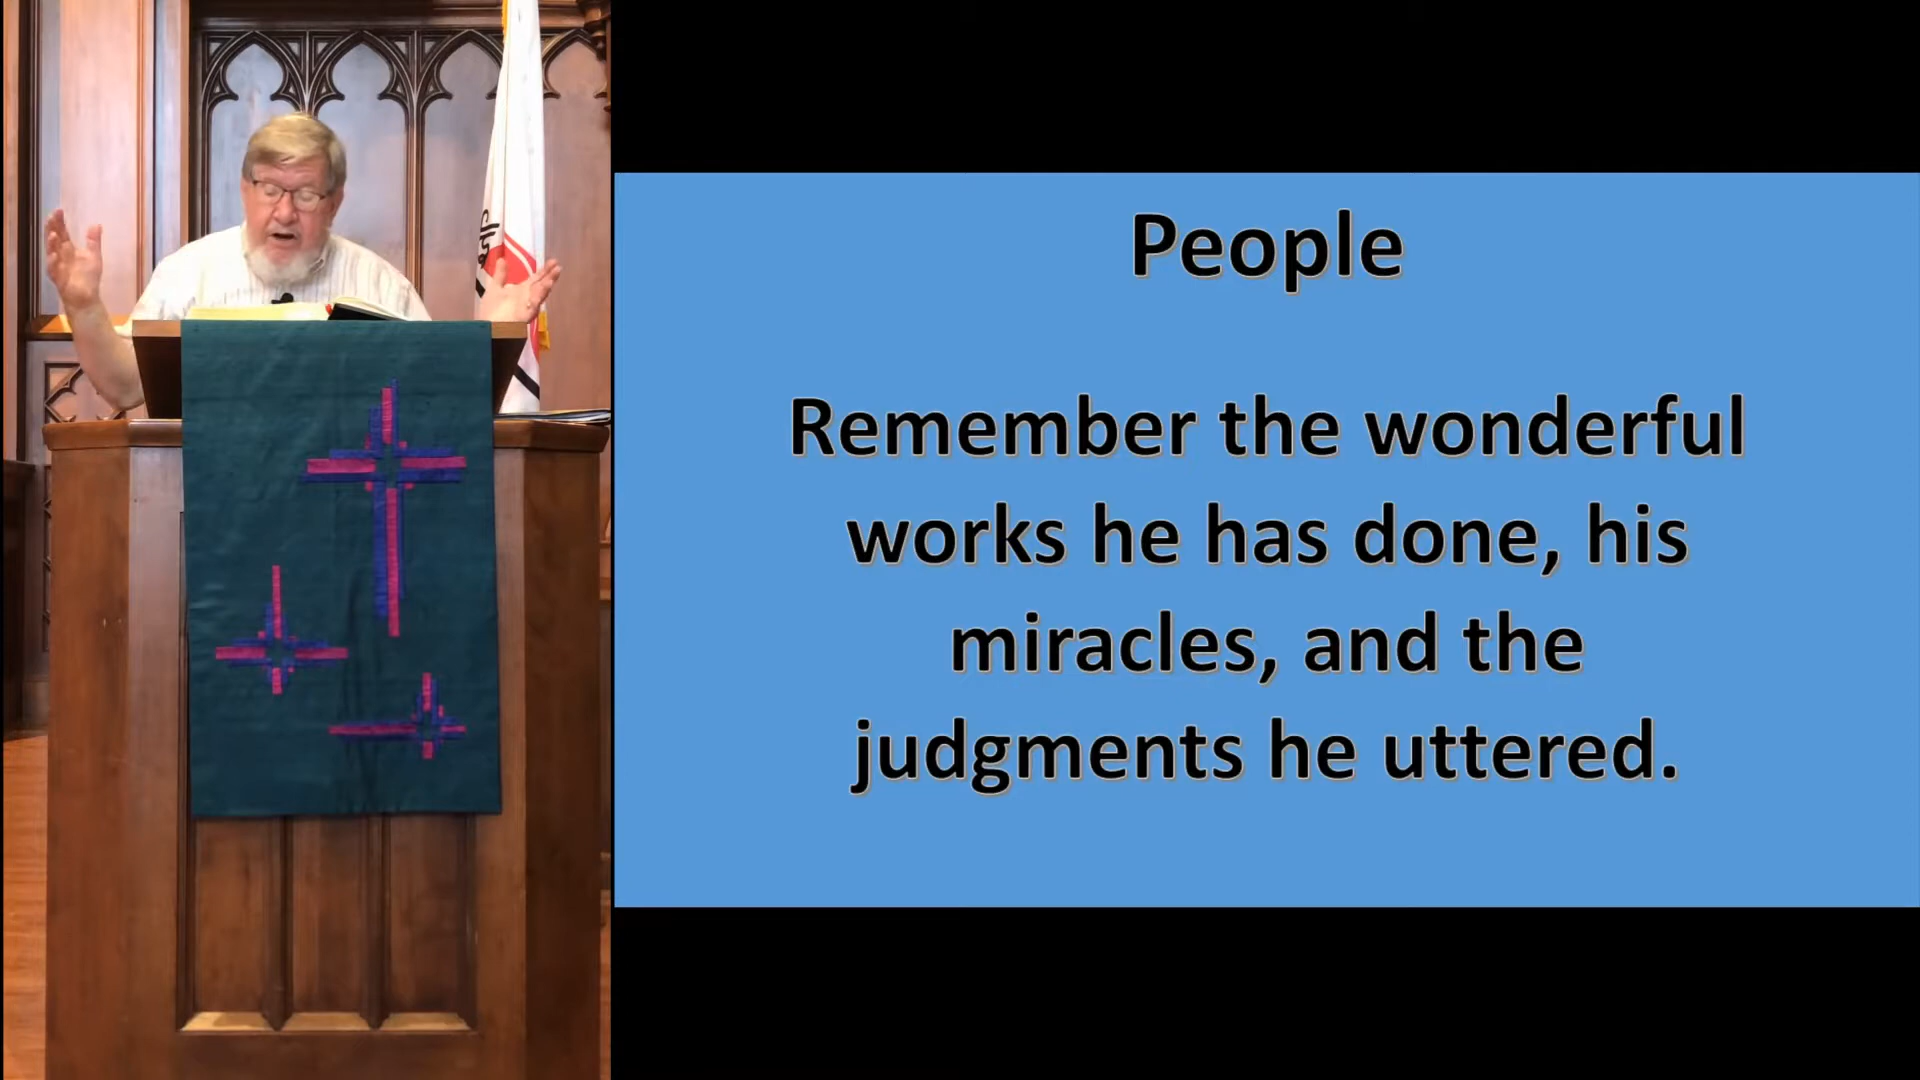 People
Remember the wonderful
works he has done, his
miracles, and the
judgments he uttered.